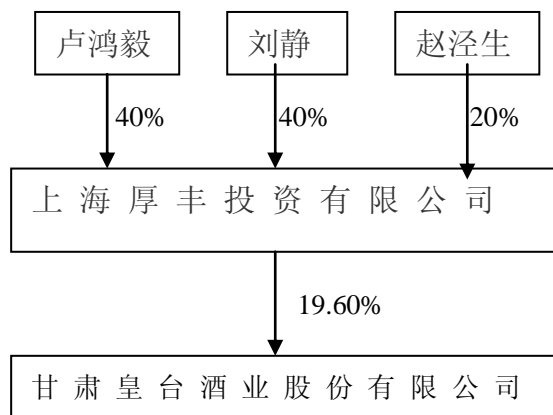 卢鸿毅 刘静 赵泾生
40% 40% 20%
上海厚丰投资有限公司
19.60%
甘肃皇台酒业股份有限公司